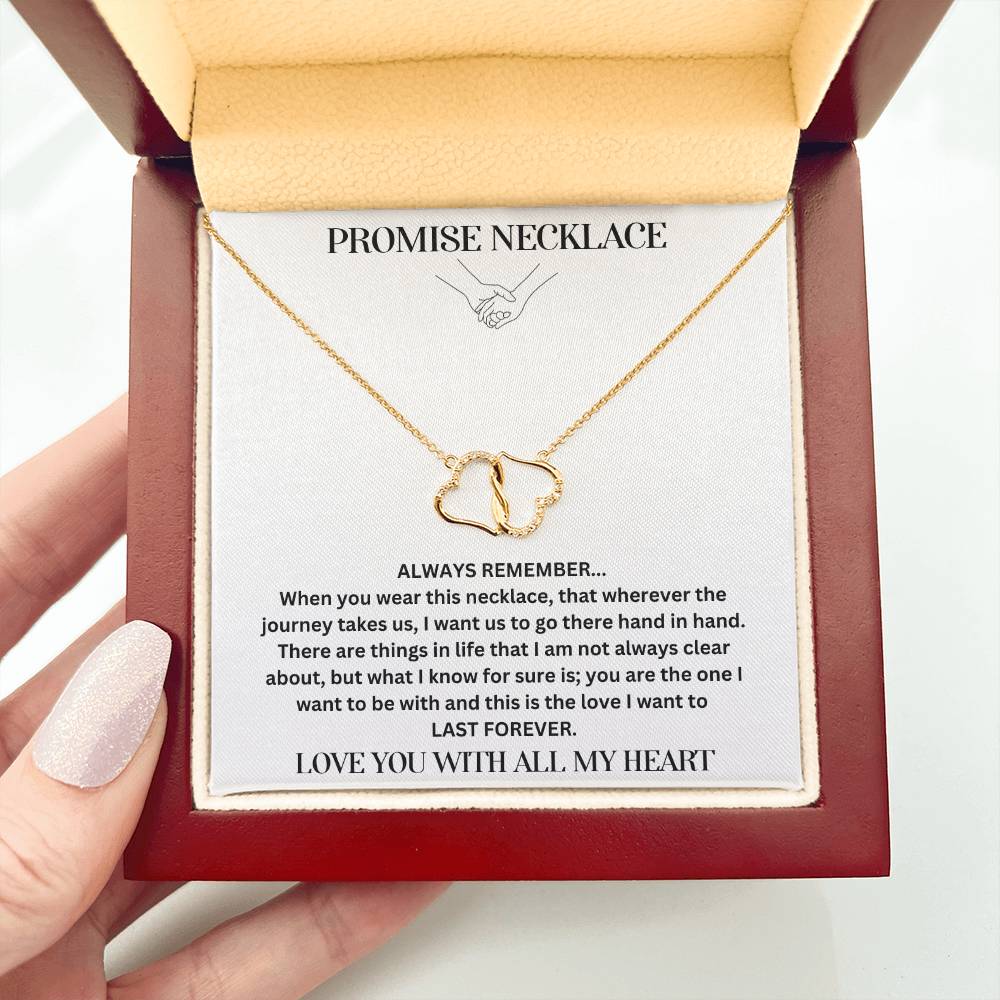 PROMISE NECKLACE
ALWAYS REMEMBER...
When you wear this necklace, that wherever the
journey takes us, I want us to go there hand in hand.
There are things in life that I am not always clear
about, but what I know for sure is; you are the one I
want to be with and this is the love I want to
LAST FOREVER.
LOVE YOU WITH ALL MY HEART